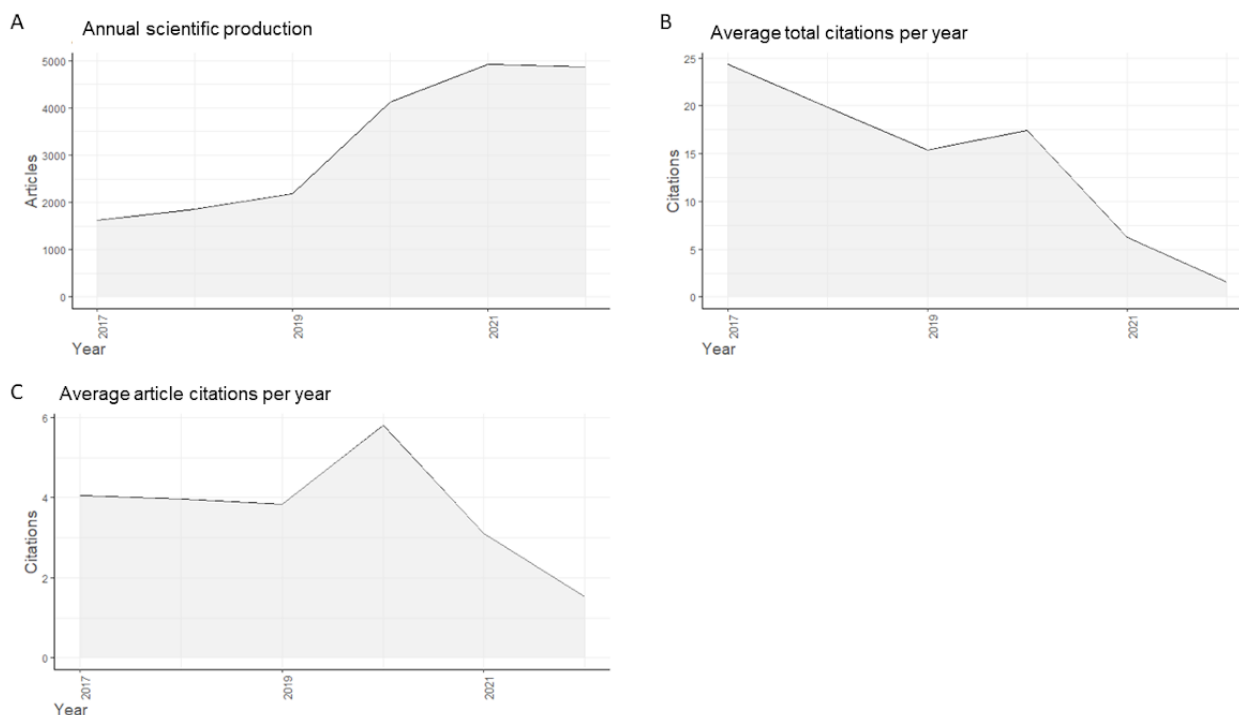 A
Annual scientific production
5000
4000
3000
2000
1000
0
Articles
2017
2019
2021
Year
B
Average total citations per year
25
20
15
10
5
0
Citations
2017
2019
2021
Year
C
Average article citations per year
6
4
2
0
Citations
2017
2019
2021
Year